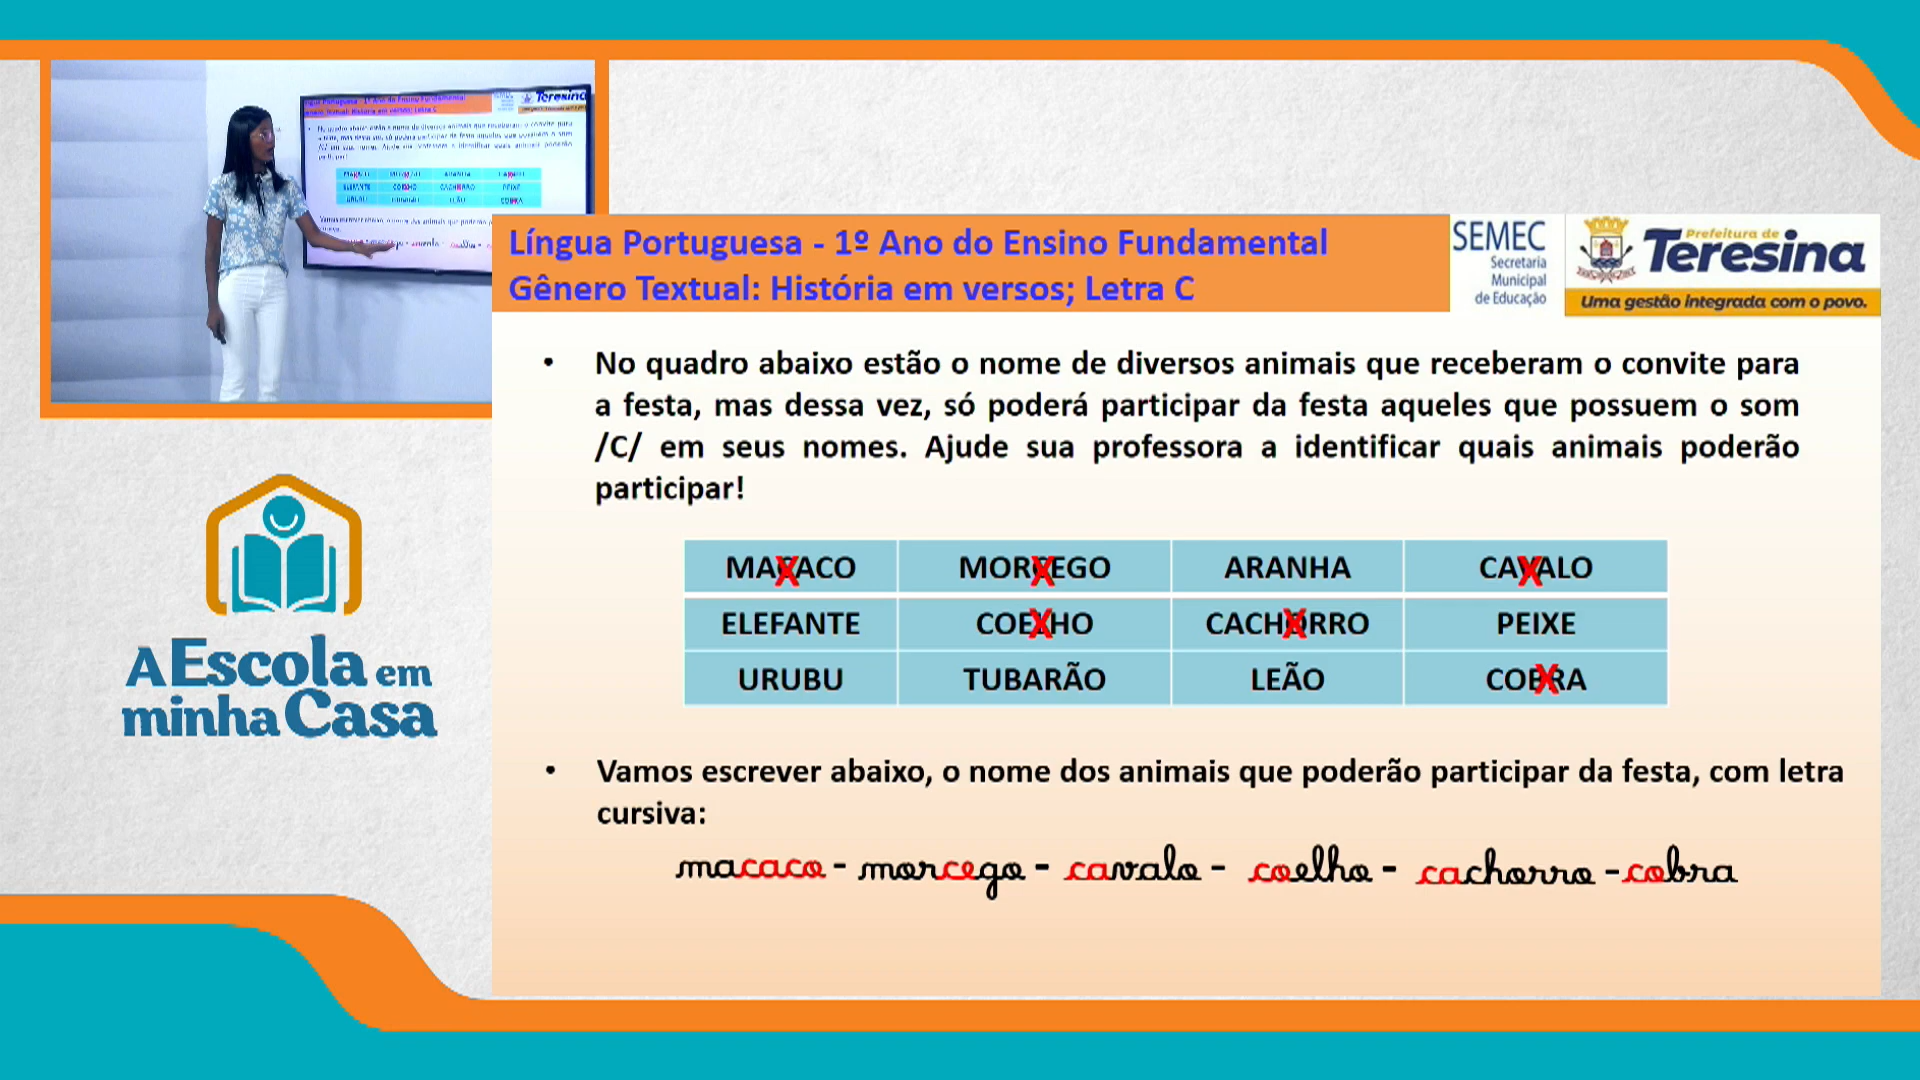 Língua Portuguesa - 1º Ano do Ensino Fundamental
Gênero Textual: História em versos; Letra C
SEMEC
Secretaria
Municipal
de Educação
Prefeitura de
Teresina
Uma gestão integrada com o povo.
• No quadro abaixo estão o nome de diversos animais que receberam o convite para
a festa, mas dessa vez, só poderá participar da festa aqueles que possuem o som
/C/ em seus nomes. Ajude sua professora a identificar quais animais poderão
participar!
MACACO MORCEGO ARANHA CAVALO
ELEFANTE COELHO CACHORRO PEIXE
URUBU TUBARÃO LEÃO COBRA
• Vamos escrever abaixo, o nome dos animais que poderão participar da festa, com letra
cursiva:
macaco - morcego - cavalo - coelho - cachorro - cobra
A Escola em
minha Casa